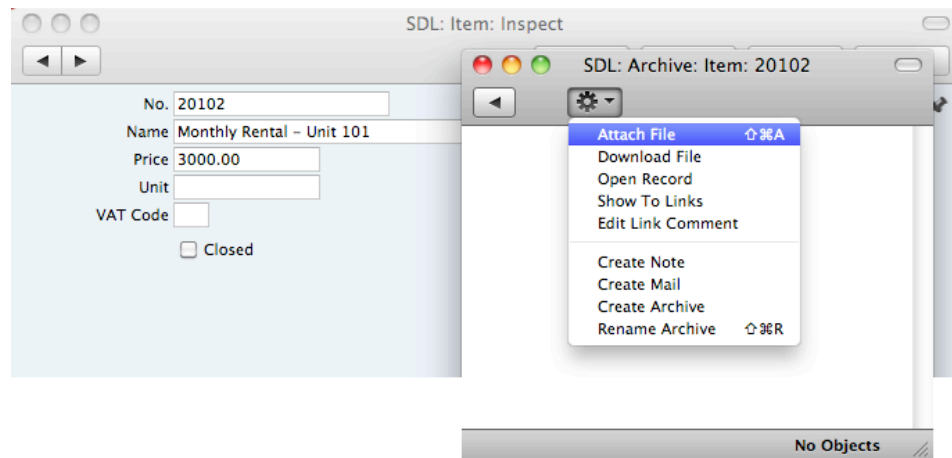 SDL: Item: Inspect
No. 20102
Name Monthly Rental – Unit 101
Price 3000.00
Unit
VAT Code
Closed
SDL: Archive: Item: 20102
Attach File ⇧⌘A
Download File
Open Record
Show To Links
Edit Link Comment
Create Note
Create Mail
Create Archive
Rename Archive ⇧⌘R
No Objects